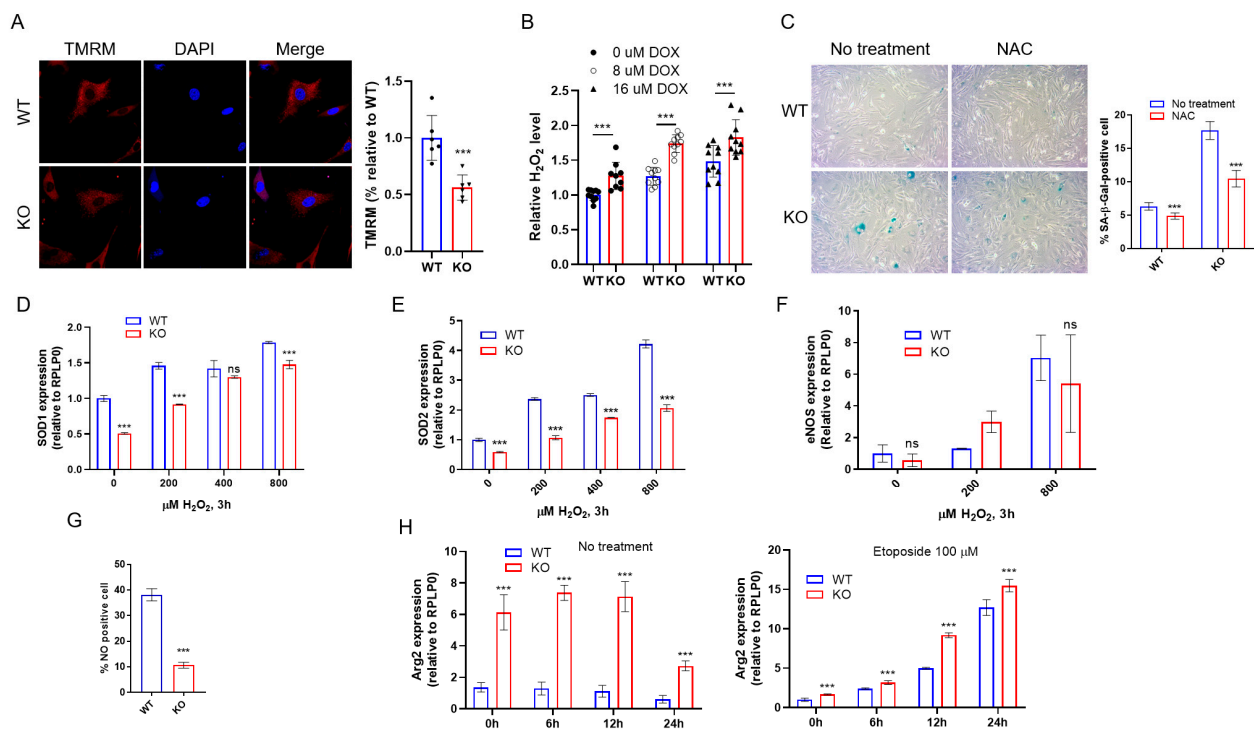 A
TMRM
DAPI
Merge
WT
KO
TMRM (% relative to WT)
1.5
1.0
0.5
0.0
***
WT
KO
B
0 uM DOX
8 uM DOX
16 uM DOX
Relative H₂O₂ level
2.5
2.0
1.5
1.0
0.5
0.0
***
***
***
WT KO
WT KO
WT KO
C
No treatment
NAC
WT
KO
No treatment
NAC
% SA-β-Gal-positive cell
20
15
10
5
0
***
***
WT
KO
D
WT
KO
SOD1 expression
(relative to RPLP0)
2.0
1.5
1.0
0.5
0.0
***
***
ns
***
0
200
400
800
μM H₂O₂, 3h
E
WT
KO
SOD2 expression
(relative to RPLP0)
5
4
3
2
1
0
***
***
***
***
0
200
400
800
μM H₂O₂, 3h
F
WT
KO
eNOS expression
(Relative to RPLP0)
10
8
6
4
2
0
ns
ns
0
200
800
μM H₂O₂, 3h
G
% NO positive cell
50
40
30
20
10
0
***
WT
KO
H
WT
KO
No treatment
Arg2 expression
(relative to RPLP0)
10
8
6
4
2
0
***
***
***
***
0h
6h
12h
24h
Etoposide 100 μM
WT
KO
Arg2 expression
(relative to RPLP0)
20
15
10
5
0
***
***
***
***
0h
6h
12h
24h